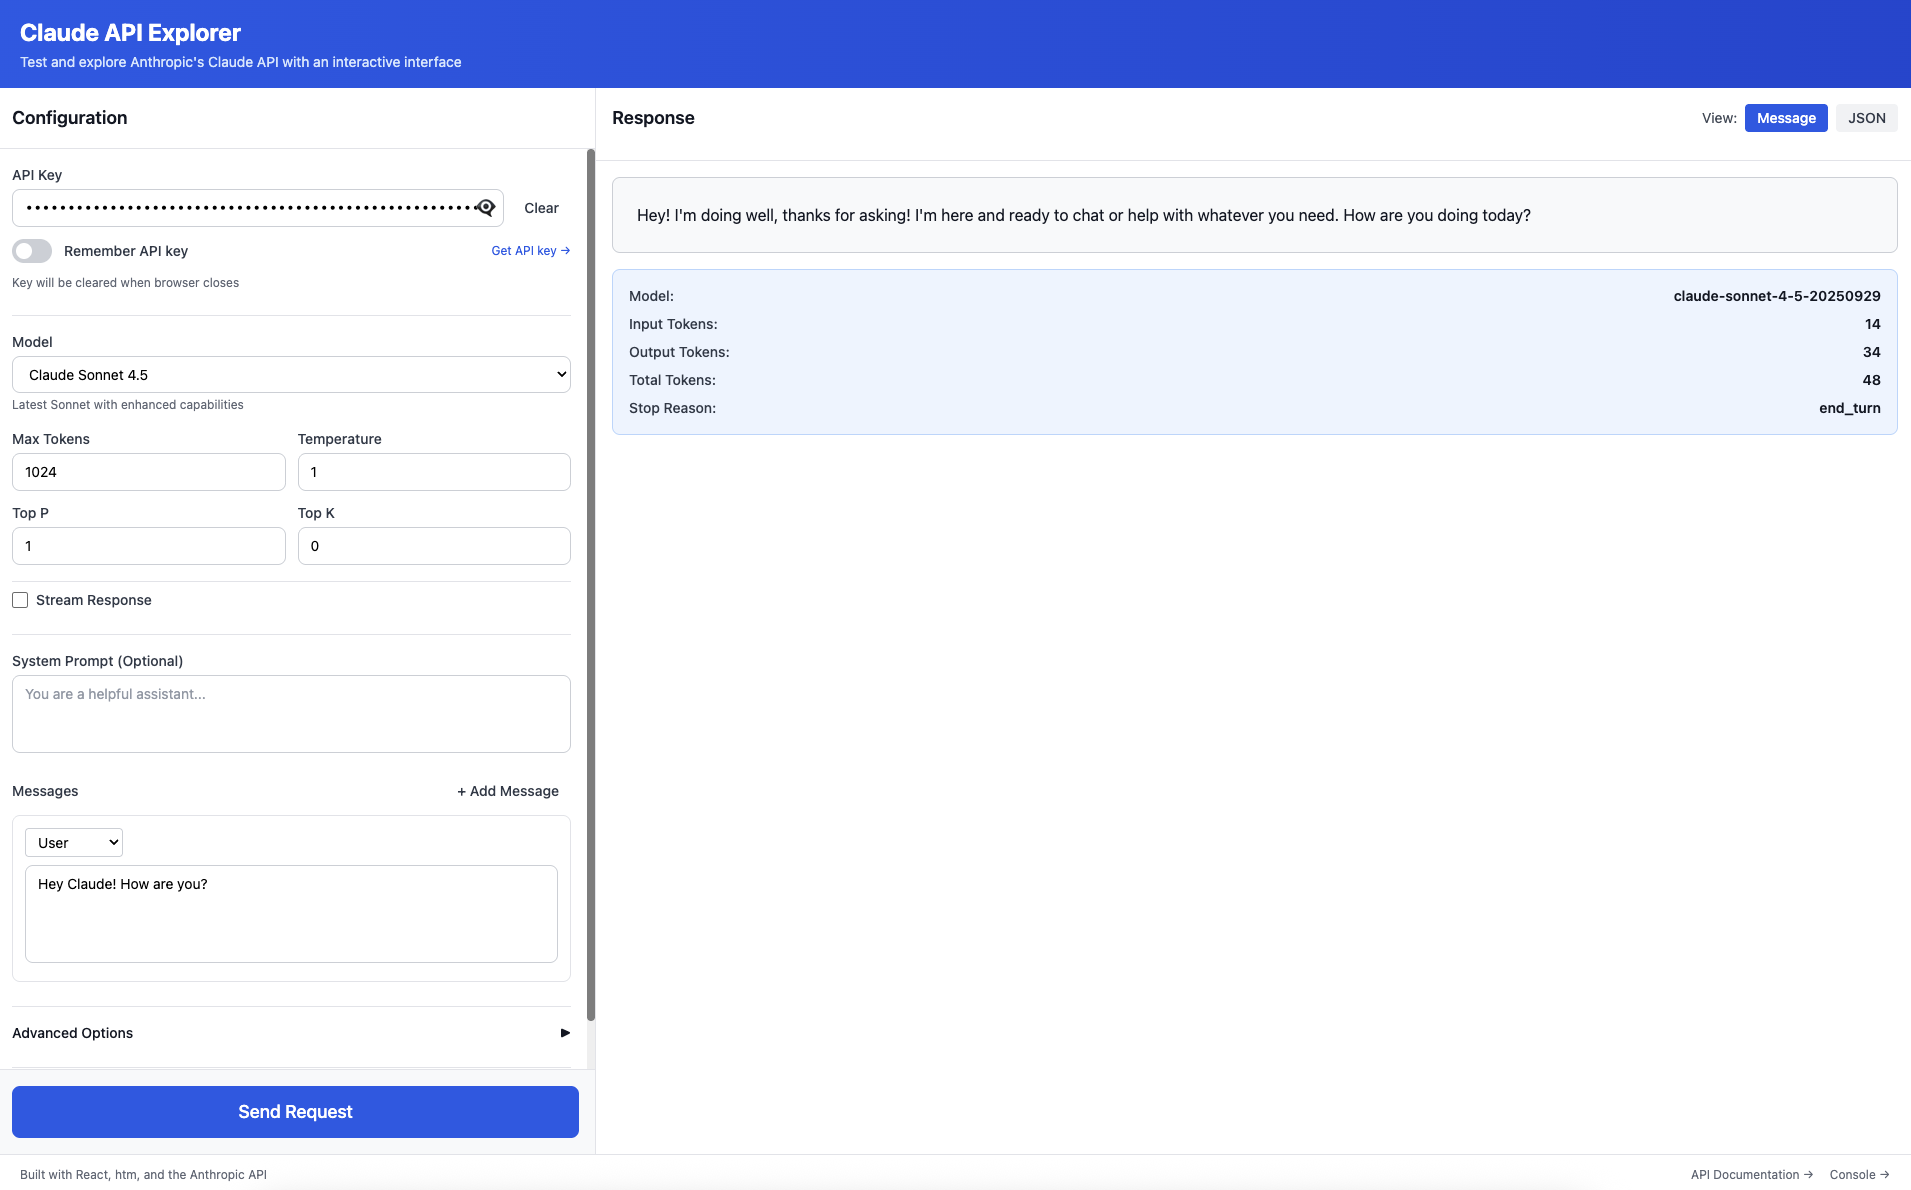 Claude API Explorer
Test and explore Anthropic's Claude API with an interactive interface
Configuration
API Key
••••••••••••••••••••••••••••••••••••••••••••••••••••••
Clear
Remember API key
Get API key →
Key will be cleared when browser closes
Model
Claude Sonnet 4.5
Latest Sonnet with enhanced capabilities
Max Tokens
Temperature
1024
1
Top P
Top K
1
0
Stream Response
System Prompt (Optional)
You are a helpful assistant...
Messages
+ Add Message
User
Hey Claude! How are you?
Advanced Options
Send Request
Response
View:
Message
JSON
Hey! I'm doing well, thanks for asking! I'm here and ready to chat or help with whatever you need. How are you doing today?
Model: claude-sonnet-4-5-20250929
Input Tokens: 14
Output Tokens: 34
Total Tokens: 48
Stop Reason: end_turn
Built with React, htm, and the Anthropic API
API Documentation →
Console →